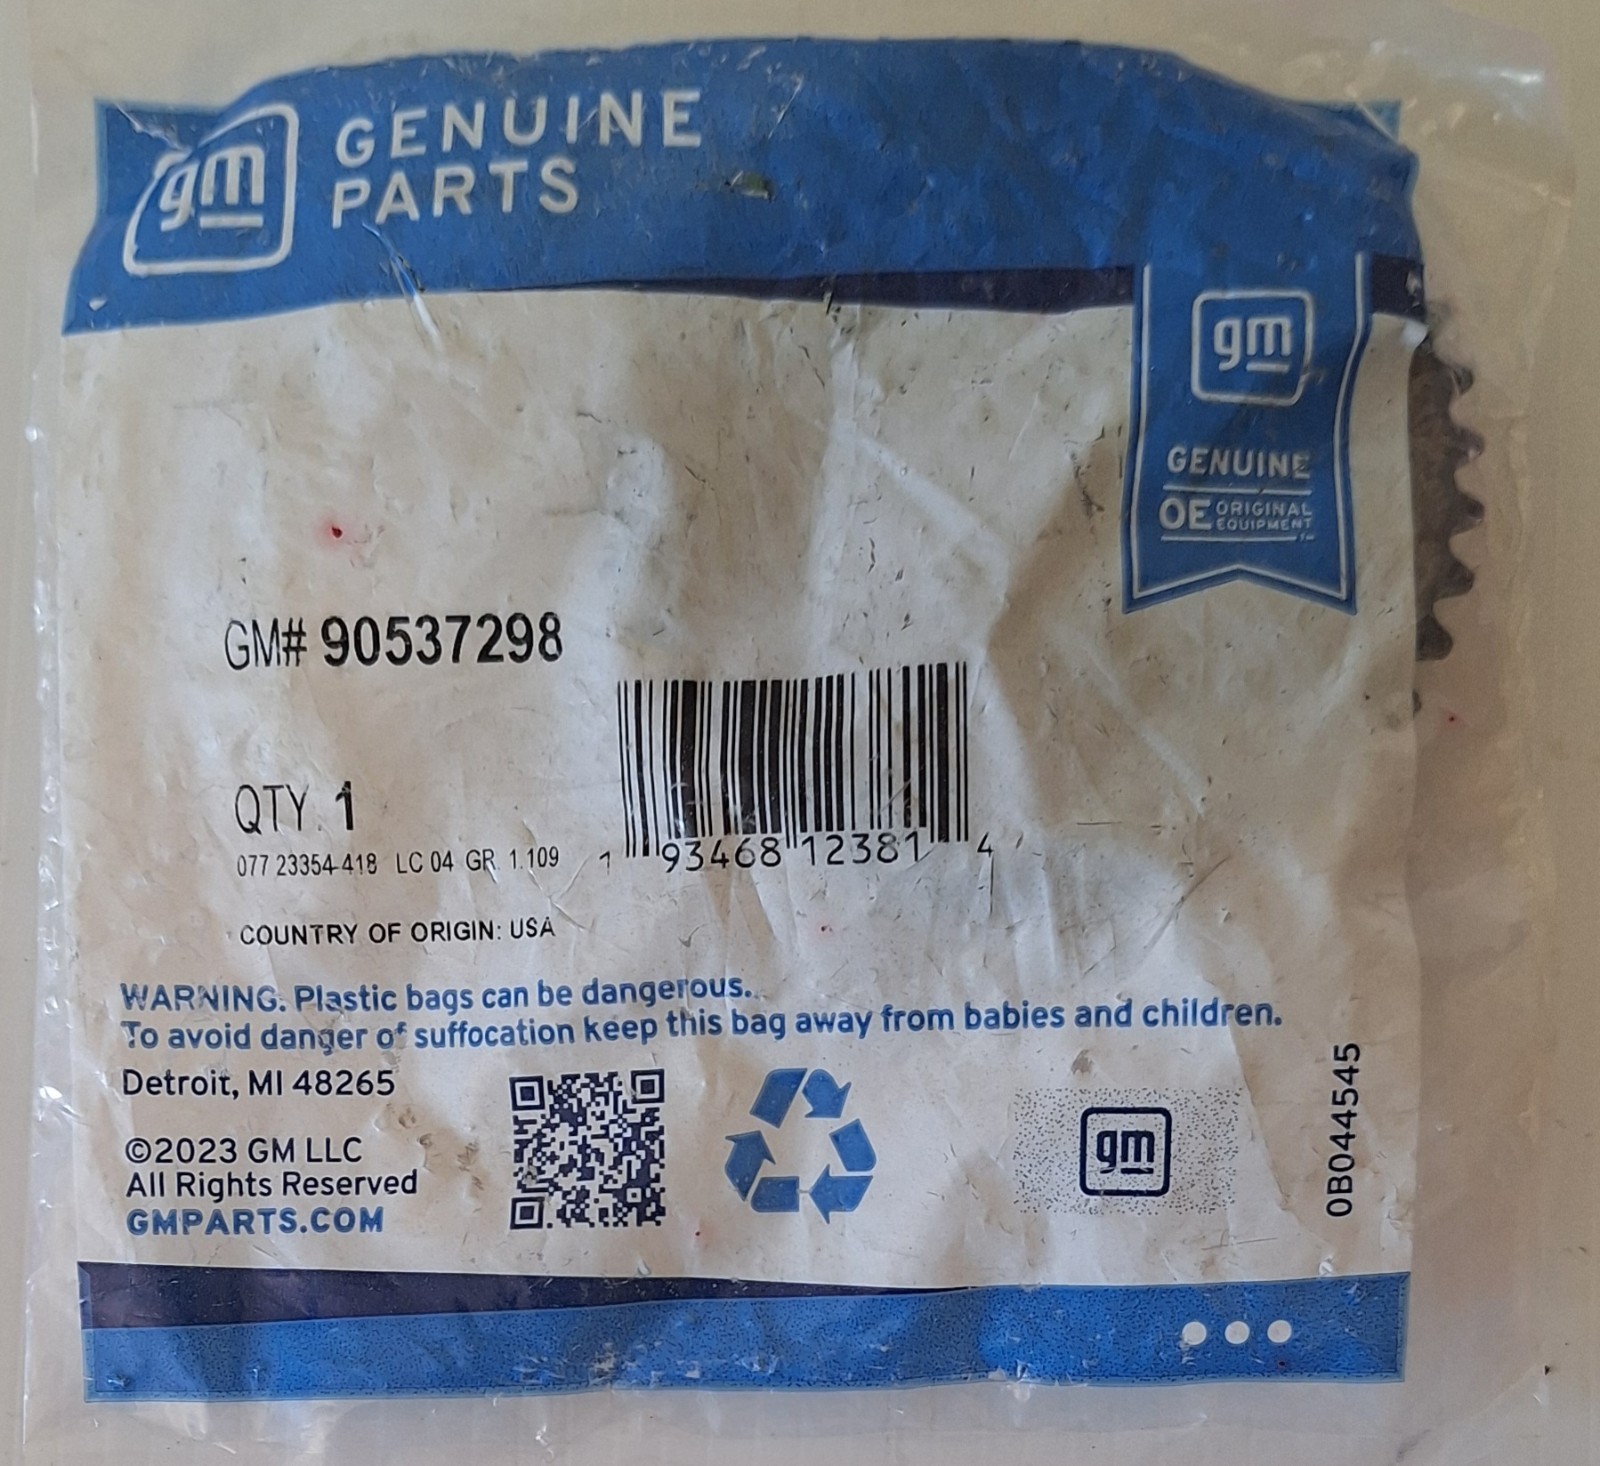 gm
GENUINE
PARTS
gm
GENUINE
OE ORIGINAL
EQUIPMENT
GM# 90537298
QTY. 1
077 23354-418 LC 04 GR. 1.109
1 93468 12381 4
COUNTRY OF ORIGIN: USA
WARNING: Plastic bags can be dangerous.
To avoid danger of suffocation keep this bag away from babies and children.
Detroit, MI 48265
©2023 GM LLC
All Rights Reserved
GMPARTS.COM
gm
0B044545